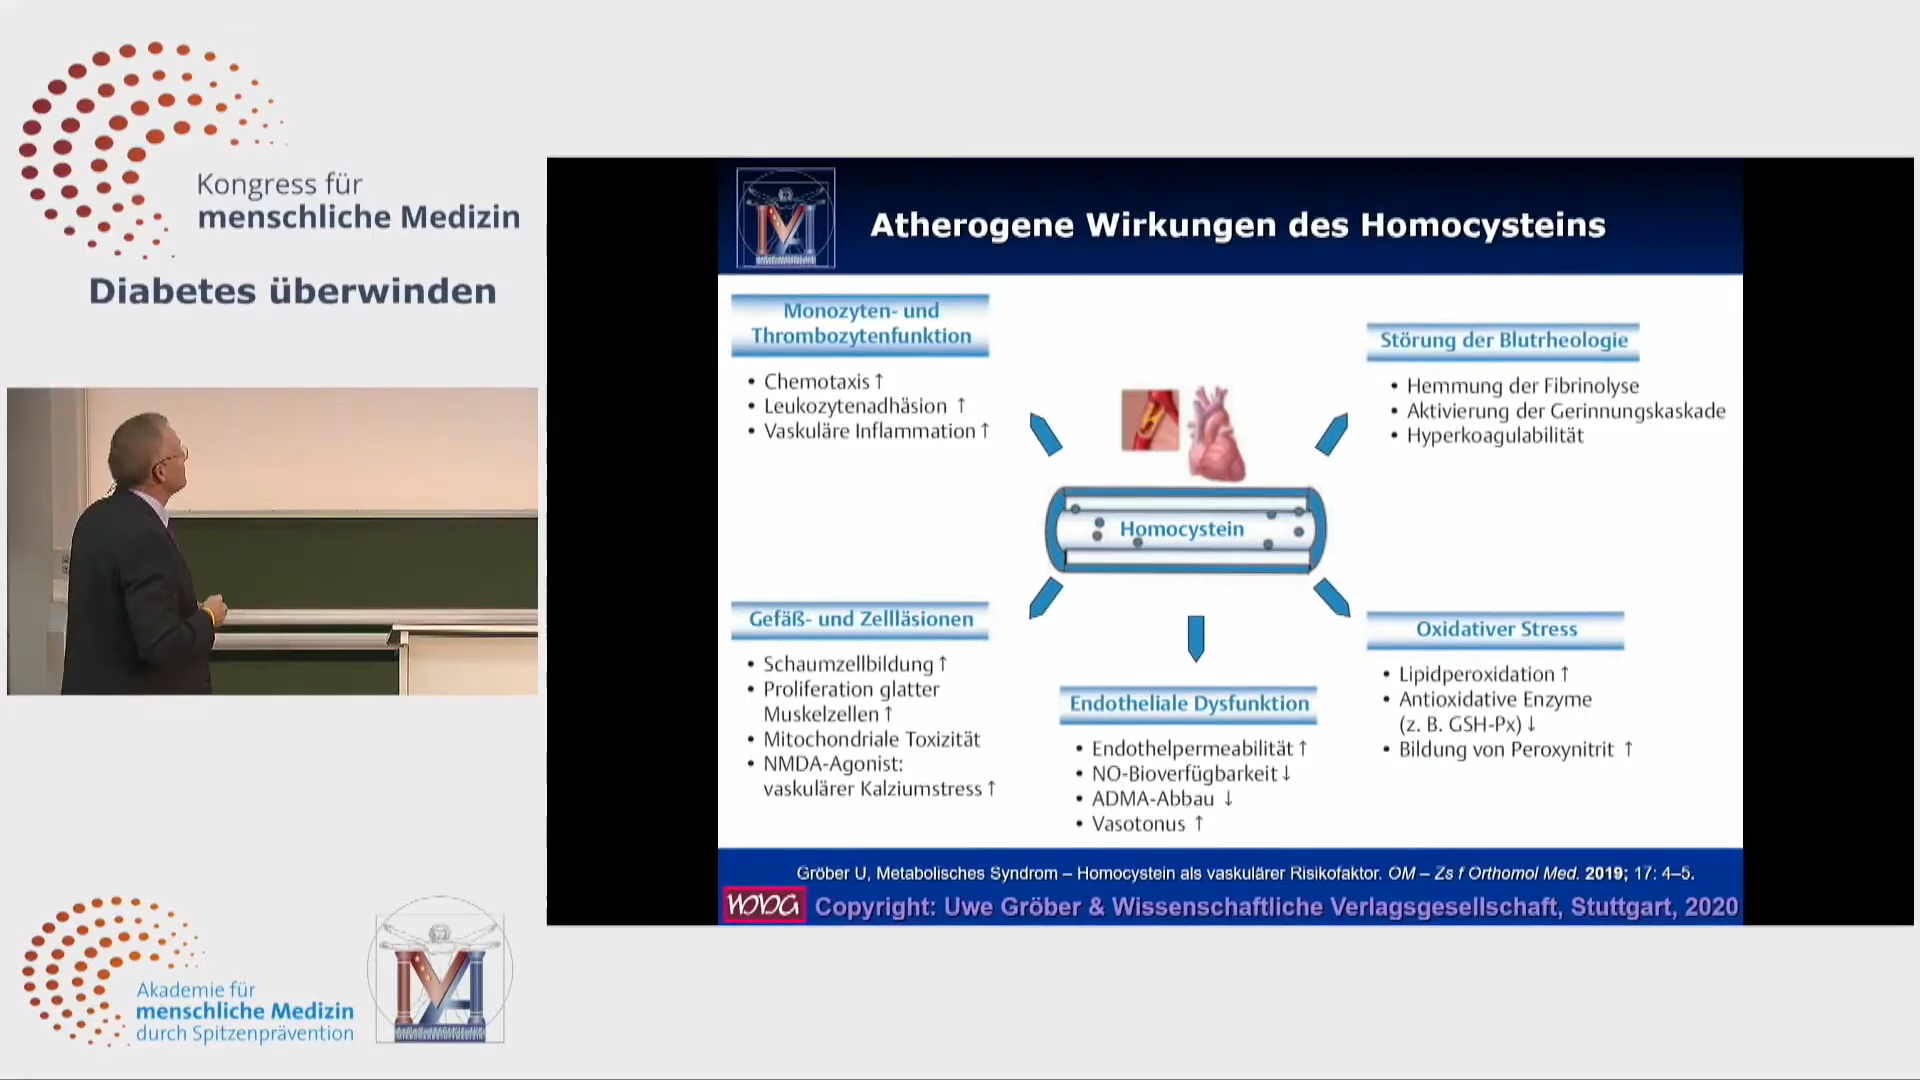 Kongress für
menschliche Medizin
Diabetes überwinden
Atherogene Wirkungen des Homocysteins
Monozyten- und
Thrombozytenfunktion
• Chemotaxis ↑
• Leukozytenadhäsion ↑
• Vaskuläre Inflammation ↑
Störung der Blutrheologie
• Hemmung der Fibrinolyse
• Aktivierung der Gerinnungskaskade
• Hyperkoagulabilität
Homocystein
Gefäß- und Zellläsionen
• Schaumzellbildung ↑
• Proliferation glatter
Muskelzellen ↑
• Mitochondriale Toxizität
• NMDA-Agonist:
vaskulärer Kalziumstress ↑
Endotheliale Dysfunktion
• Endothelpermeabilität ↑
• NO-Bioverfügbarkeit ↓
• ADMA-Abbau ↓
• Vasotonus ↑
Oxidativer Stress
• Lipidperoxidation ↑
• Antioxidative Enzyme
(z. B. GSH-Px) ↓
• Bildung von Peroxynitrit ↑
Gröber U, Metabolisches Syndrom – Homocystein als vaskulärer Risikofaktor. OM – Zs f Orthomol Med. 2019; 17: 4–5.
Copyright: Uwe Gröber & Wissenschaftliche Verlagsgesellschaft, Stuttgart, 2020
Akademie für
menschliche Medizin
durch Spitzenprävention